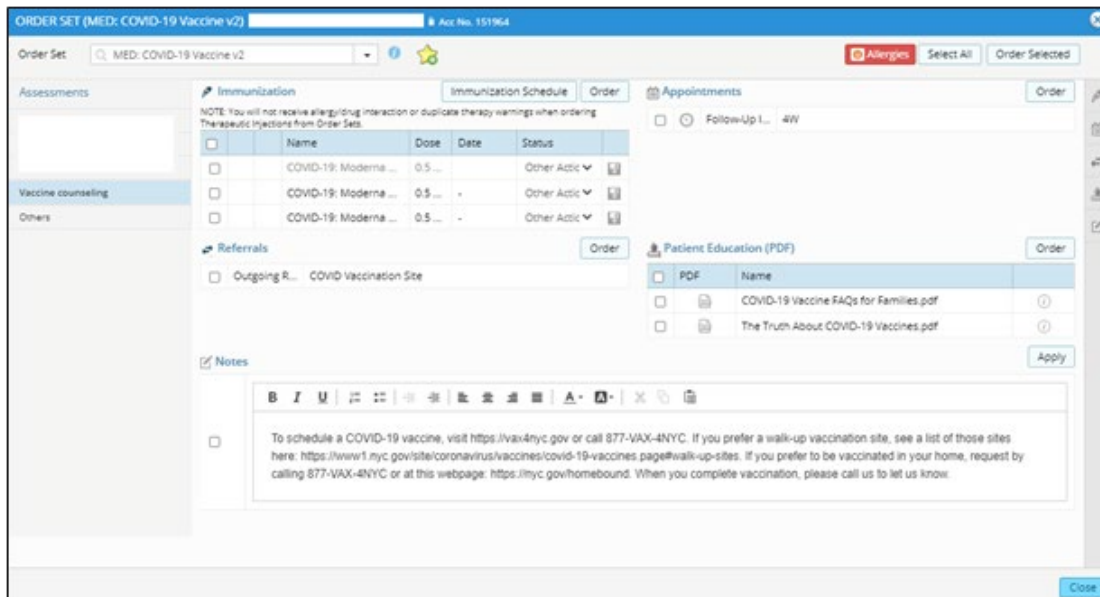 ORDER SET (MED: COVID-19 Vaccine v2)
Acc No. 151964
Order Set
MED: COVID-19 Vaccine v2
Allergies
Select All
Order Selected
Assessments
Vaccine counseling
Others
Immunization
Immunization Schedule
Order
NOTE: You will not receive allergy/drug interaction or duplicate therapy warnings when ordering
Therapeutic Injections from Order Sets.
Name Dose Date Status
COVID-19: Moderna ... 0.5 ... Other Actic
COVID-19: Moderna ... 0.5 ... - Other Actic
COVID-19: Moderna ... 0.5 ... - Other Actic
Appointments
Order
Follow-Up I... 4W
Referrals
Order
Outgoing R... COVID Vaccination Site
Patient Education (PDF)
Order
PDF Name
COVID-19 Vaccine FAQs for Families.pdf
The Truth About COVID-19 Vaccines.pdf
Notes
Apply
B I U A A
To schedule a COVID-19 vaccine, visit https://vax4nyc.gov or call 877-VAX-4NYC. If you prefer a walk-up vaccination site, see a list of those sites
here: https://www1.nyc.gov/site/coronavirus/vaccines/covid-19-vaccines.page#walk-up-sites. If you prefer to be vaccinated in your home, request by
calling 877-VAX-4NYC or at this webpage: https://nyc.gov/homebound. When you complete vaccination, please call us to let us know.
Close